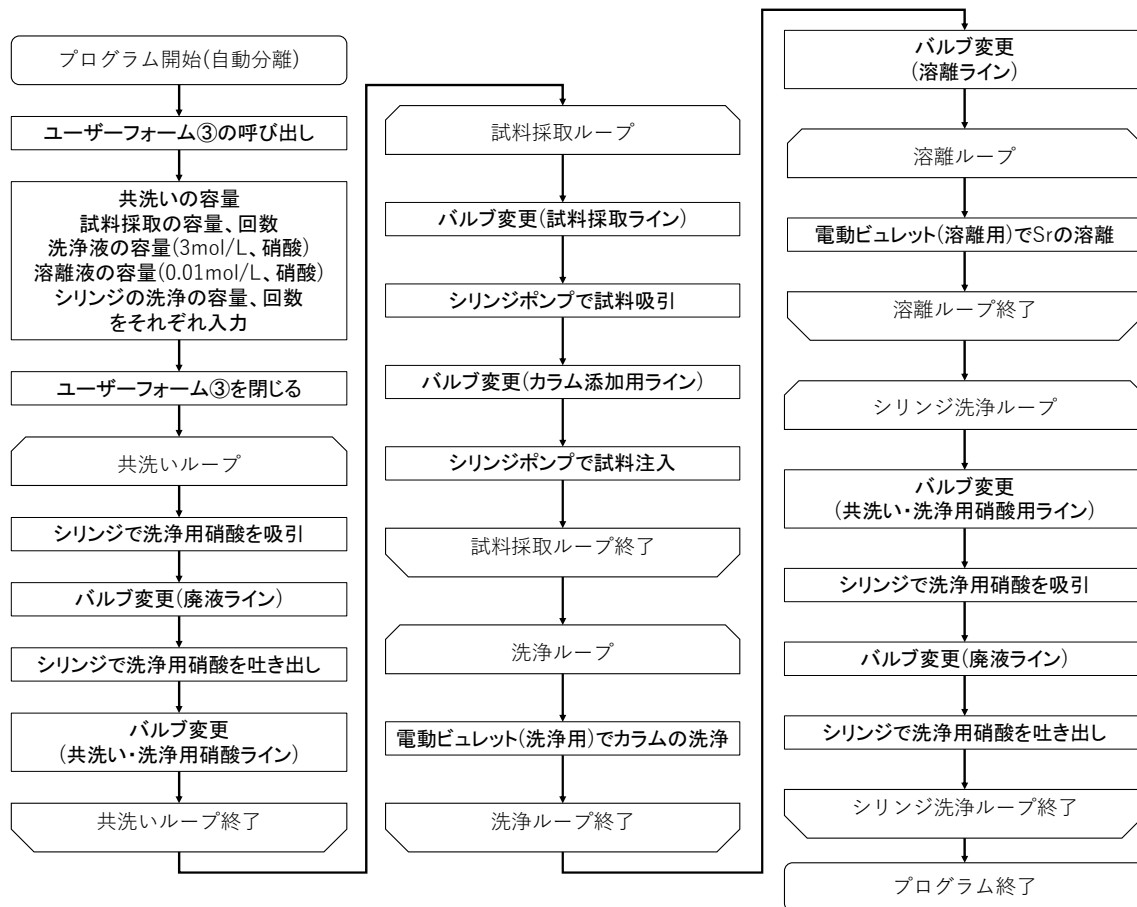 プログラム開始(自動分離)
ユーザーフォーム③の呼び出し
共洗いの容量
試料採取の容量、回数
洗浄液の容量(3mol/L、硝酸)
溶離液の容量(0.01mol/L、硝酸)
シリンジの洗浄の容量、回数
をそれぞれ入力
ユーザーフォーム③を閉じる
共洗いループ
シリンジで洗浄用硝酸を吸引
バルブ変更(廃液ライン)
シリンジで洗浄用硝酸を吐き出し
バルブ変更
(共洗い・洗浄用硝酸ライン)
共洗いループ終了
試料採取ループ
バルブ変更(試料採取ライン)
シリンジポンプで試料吸引
バルブ変更(カラム添加用ライン)
シリンジポンプで試料注入
試料採取ループ終了
洗浄ループ
電動ビュレット(洗浄用)でカラムの洗浄
洗浄ループ終了
バルブ変更
(溶離ライン)
溶離ループ
電動ビュレット(溶離用)でSrの溶離
溶離ループ終了
シリンジ洗浄ループ
バルブ変更
(共洗い・洗浄用硝酸用ライン)
シリンジで洗浄用硝酸を吸引
バルブ変更(廃液ライン)
シリンジで洗浄用硝酸を吐き出し
シリンジ洗浄ループ終了
プログラム終了